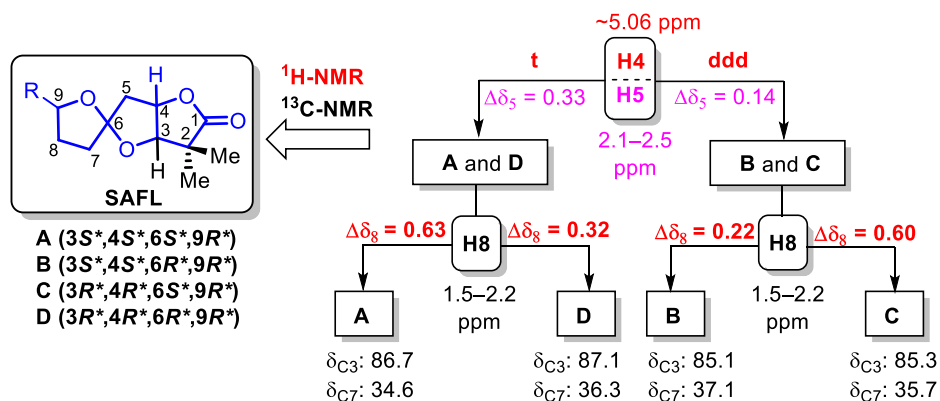 ~5.06 ppm
t
H4
ddd
H5
Δδ5 = 0.33
Δδ5 = 0.14
2.1–2.5
ppm
¹H-NMR
¹³C-NMR
H
R
9
O
5
O
4
1
O
6
3
2
8
7
O
H
Me
Me
SAFL
A and D
B and C
A (3S*,4S*,6S*,9R*)
B (3S*,4S*,6R*,9R*)
C (3R*,4R*,6S*,9R*)
D (3R*,4R*,6R*,9R*)
Δδ8 = 0.63
H8
Δδ8 = 0.32
Δδ8 = 0.22
H8
Δδ8 = 0.60
1.5–2.2
ppm
1.5–2.2
ppm
A
D
B
C
δC3: 86.7
δC7: 34.6
δC3: 87.1
δC7: 36.3
δC3: 85.1
δC7: 37.1
δC3: 85.3
δC7: 35.7